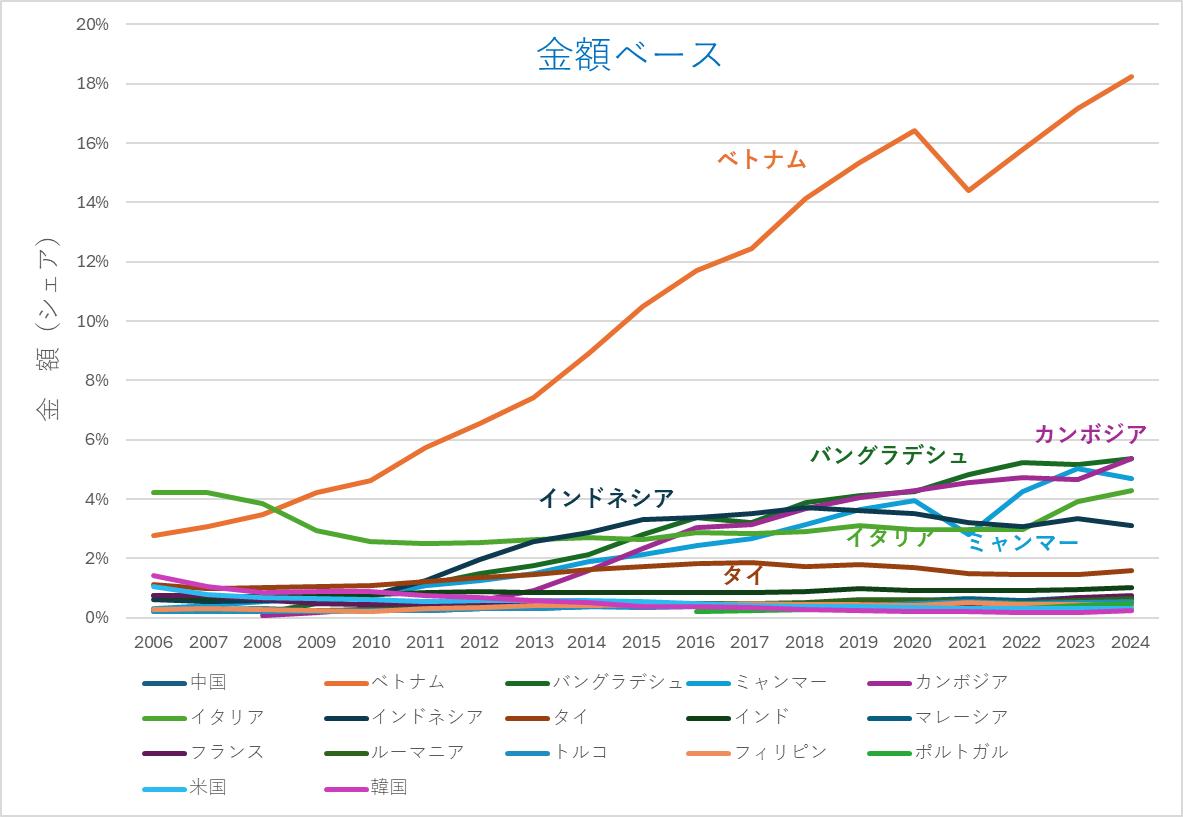 金額ベース
金　額（シェア）
20%
18%
16%
14%
12%
10%
8%
6%
4%
2%
0%
ベトナム
カンボジア
バングラデシュ
インドネシア
イタリア
ミャンマー
タイ
2006 2007 2008 2009 2010 2011 2012 2013 2014 2015 2016 2017 2018 2019 2020 2021 2022 2023 2024
中国 ベトナム バングラデシュ ミャンマー カンボジア
イタリア インドネシア タイ インド マレーシア
フランス ルーマニア トルコ フィリピン ポルトガル
米国 韓国